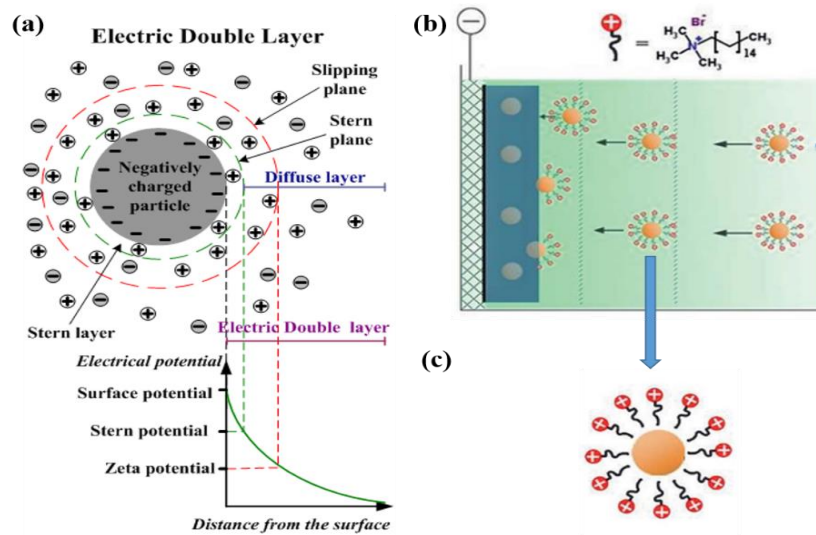 (a)
Electric Double Layer
Slipping
plane
Stern
plane
Negatively
charged
particle
Diffuse layer
Stern layer
Electric Double layer
Electrical potential
Surface potential
Stern potential
Zeta potential
Distance from the surface
(b)
=
Br-
CH3
H3C
N+
CH3
CH3
14
(c)